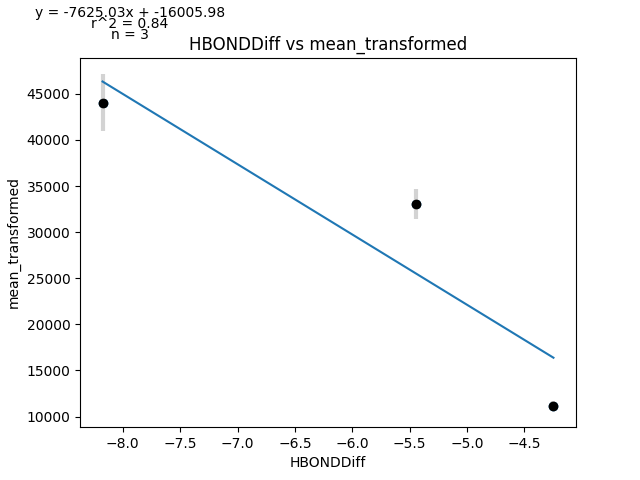 y = -7625.03x + -16005.98
r^2 = 0.84
n = 3
HBONDDiff vs mean_transformed
mean_transformed
45000
40000
35000
30000
25000
20000
15000
10000
−8.0 −7.5 −7.0 −6.5 −6.0 −5.5 −5.0 −4.5
HBONDDiff